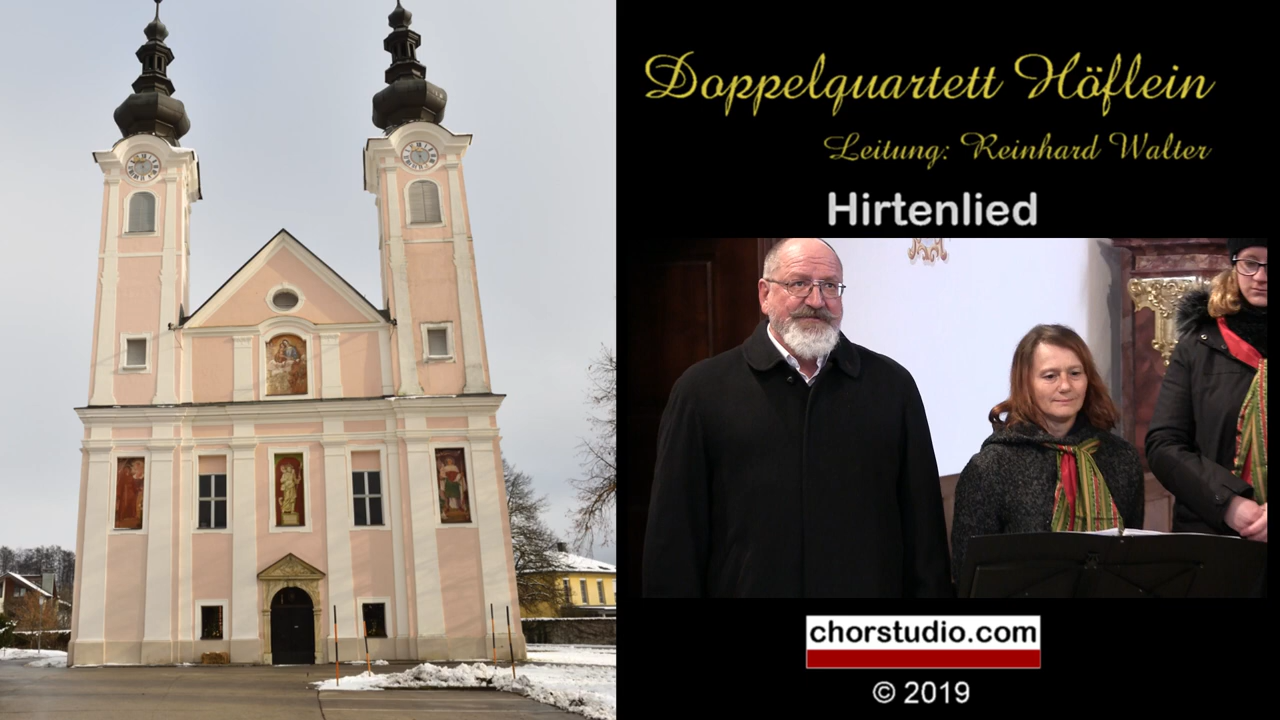 Doppelquartett Höflein
Leitung: Reinhard Walter
Hirtenlied
chorstudio.com
© 2019